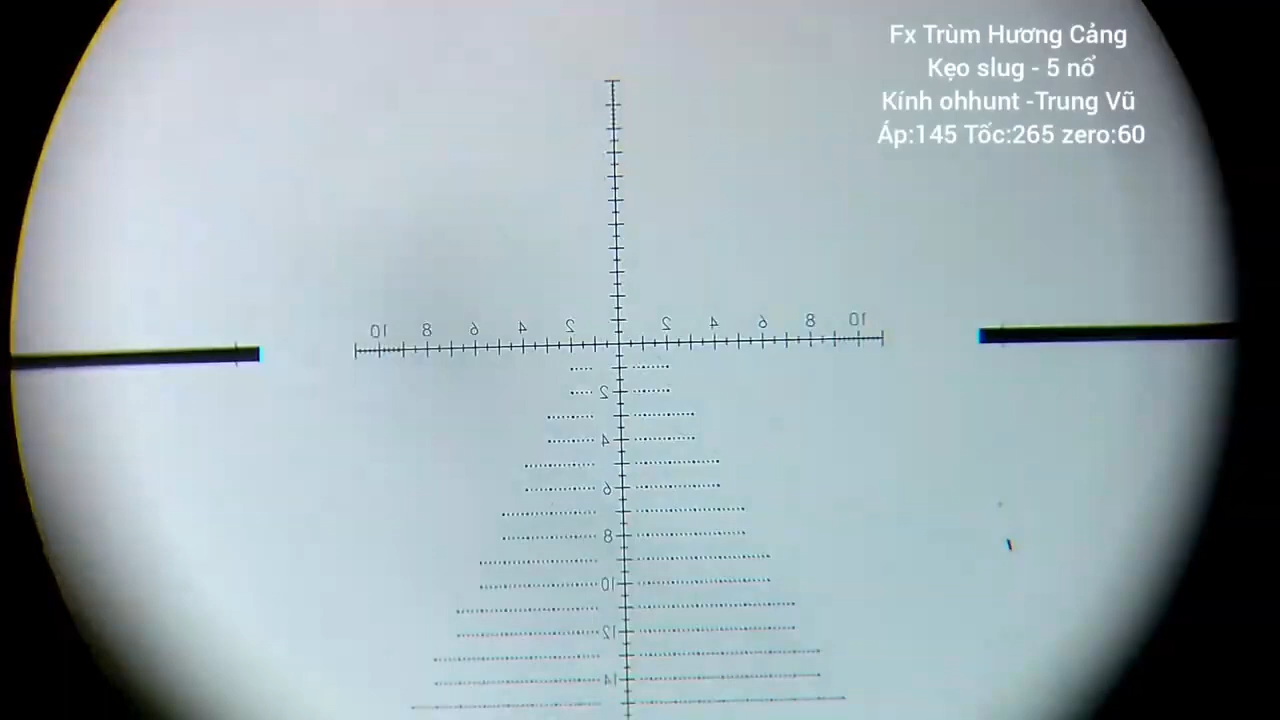 Fx Trùm Hương Cảng
Kẹo slug - 5 nổ
Kính ohhunt -Trung Vũ
Áp:145 Tốc:265 zero:60
10 8 6 4 2 2 4 6 8 10
2
4
6
8
10
12
14